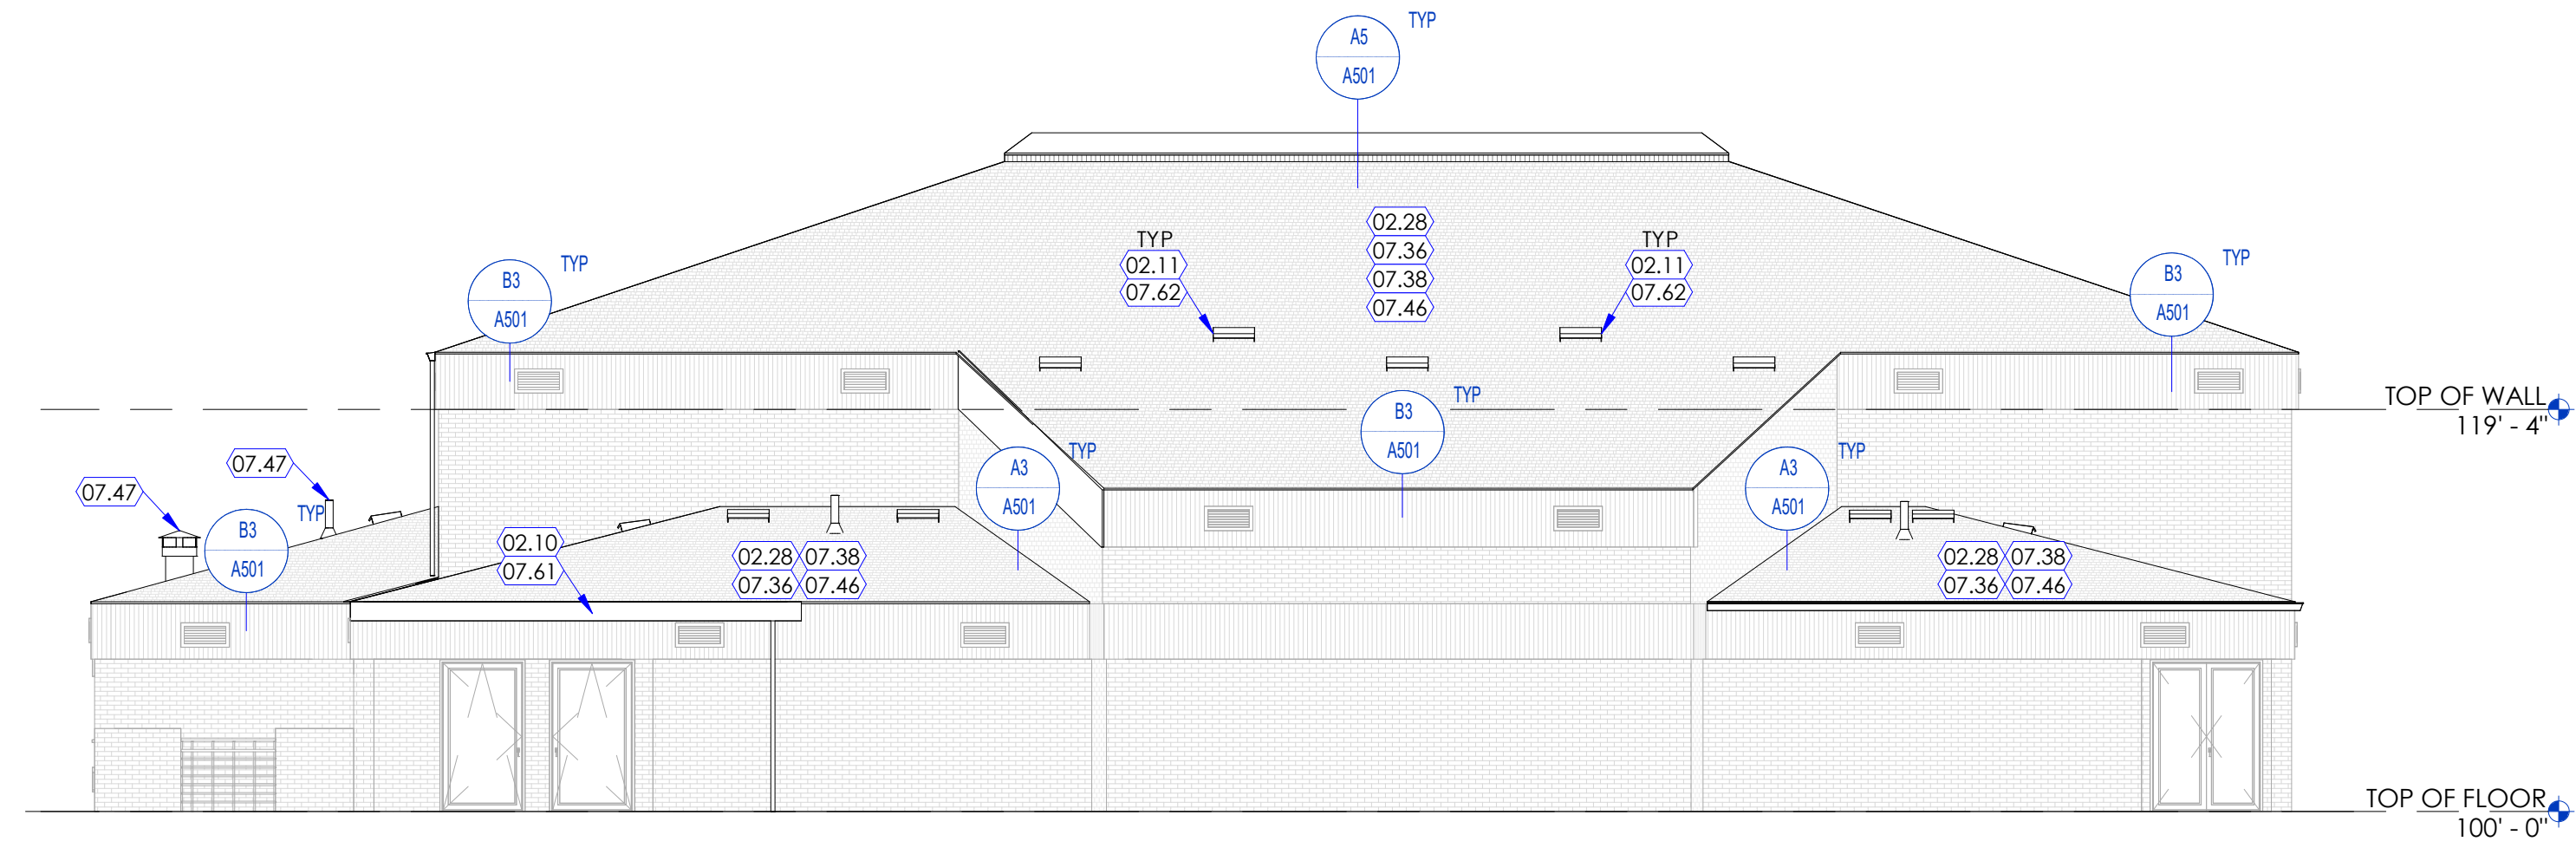 A5
A501
TYP
02.28
07.36
07.38
07.46
TYP
02.11
07.62
TYP
02.11
07.62
B3
A501
TYP
B3
A501
TYP
B3
A501
TYP
TOP OF WALL
119' - 4"
07.47
07.47
B3
A501
TYP
A3
A501
TYP
A3
A501
TYP
02.10
07.61
02.28 07.38
07.36 07.46
02.28 07.38
07.36 07.46
TOP OF FLOOR
100' - 0"